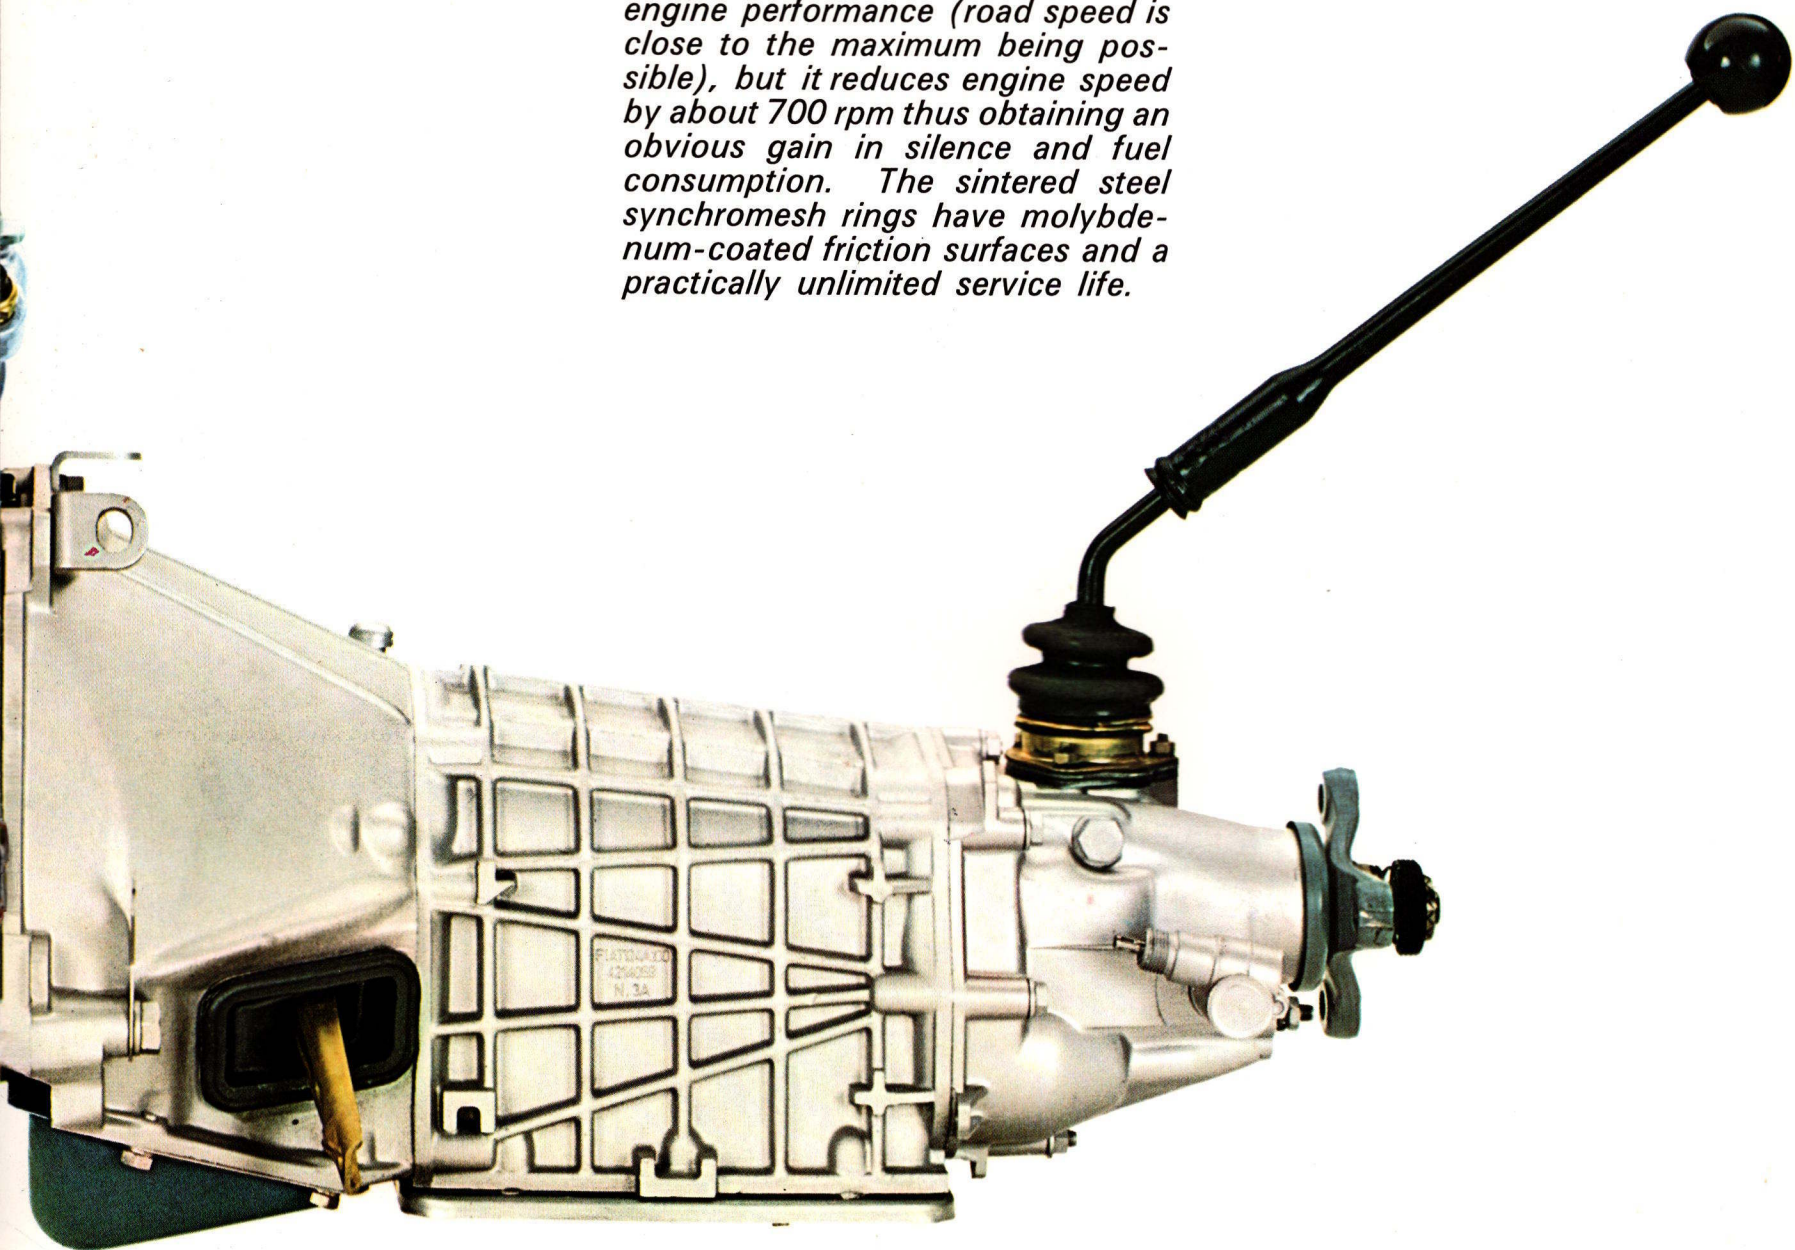 engine performance (road speed is
close to the maximum being pos-
sible), but it reduces engine speed
by about 700 rpm thus obtaining an
obvious gain in silence and fuel
consumption. The sintered steel
synchromesh rings have molybde-
num-coated friction surfaces and a
practically unlimited service life.
N. 3A